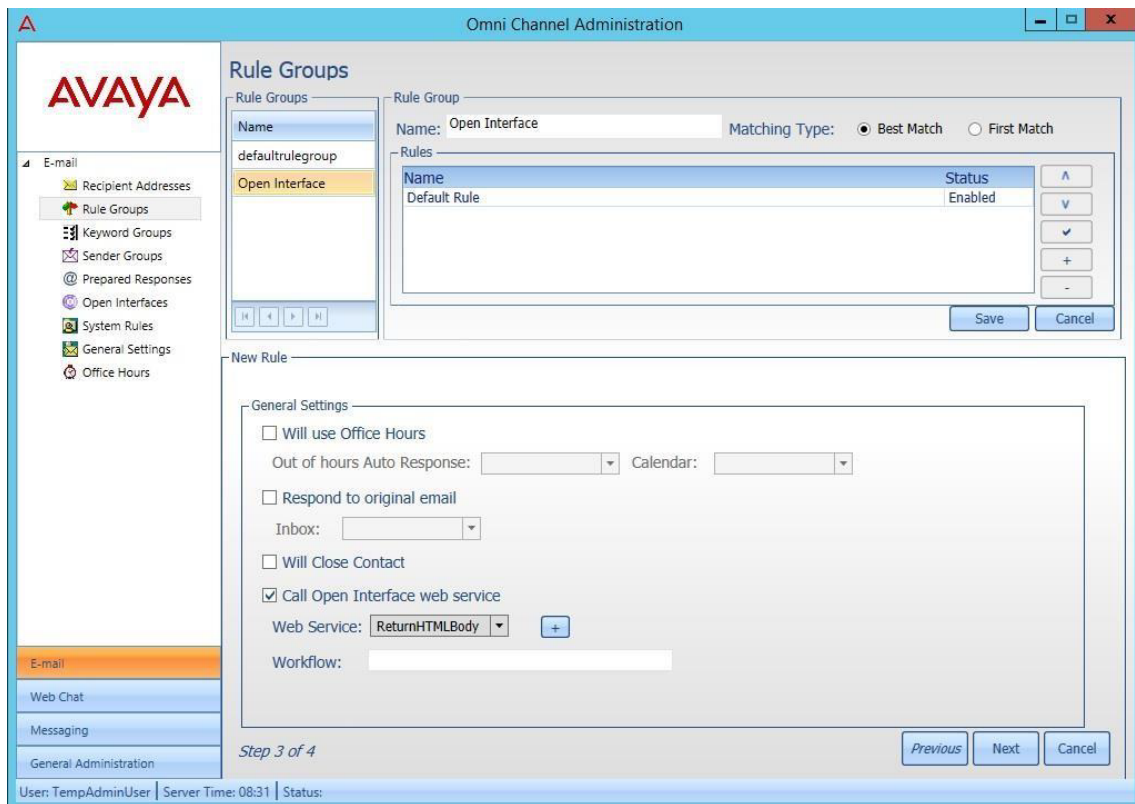 Omni Channel Administration
AVAYA
E-mail
Recipient Addresses
Rule Groups
Keyword Groups
Sender Groups
Prepared Responses
Open Interfaces
System Rules
General Settings
Office Hours
E-mail
Web Chat
Messaging
General Administration
Rule Groups
Rule Groups
Name
defaultrulegroup
Open Interface
Rule Group
Name: Open Interface Matching Type: Best Match First Match
Rules
Name Status
Default Rule Enabled
+
-
Save Cancel
New Rule
General Settings
Will use Office Hours
Out of hours Auto Response: Calendar:
Respond to original email
Inbox:
Will Close Contact
Call Open Interface web service
Web Service: ReturnHTMLBody +
Workflow:
Step 3 of 4 Previous Next Cancel
User: TempAdminUser Server Time: 08:31 Status: